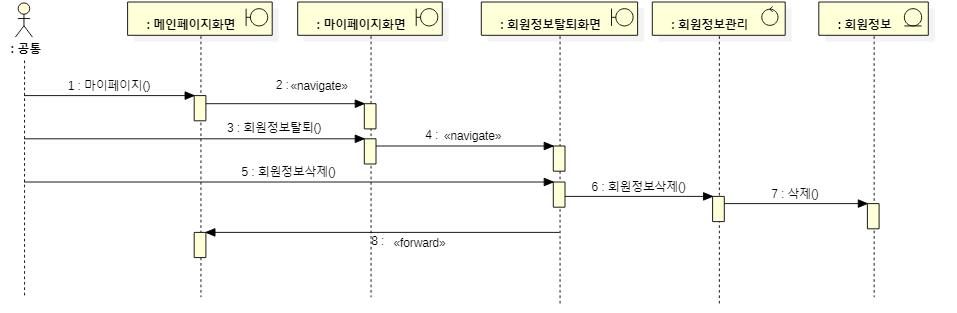 : 공통
: 메인페이지화면
: 마이페이지화면
: 회원정보탈퇴화면
: 회원정보관리
: 회원정보
1 : 마이페이지()
2 : «navigate»
3 : 회원정보탈퇴()
4 : «navigate»
5 : 회원정보삭제()
6 : 회원정보삭제()
7 : 삭제()
8 : «forward»